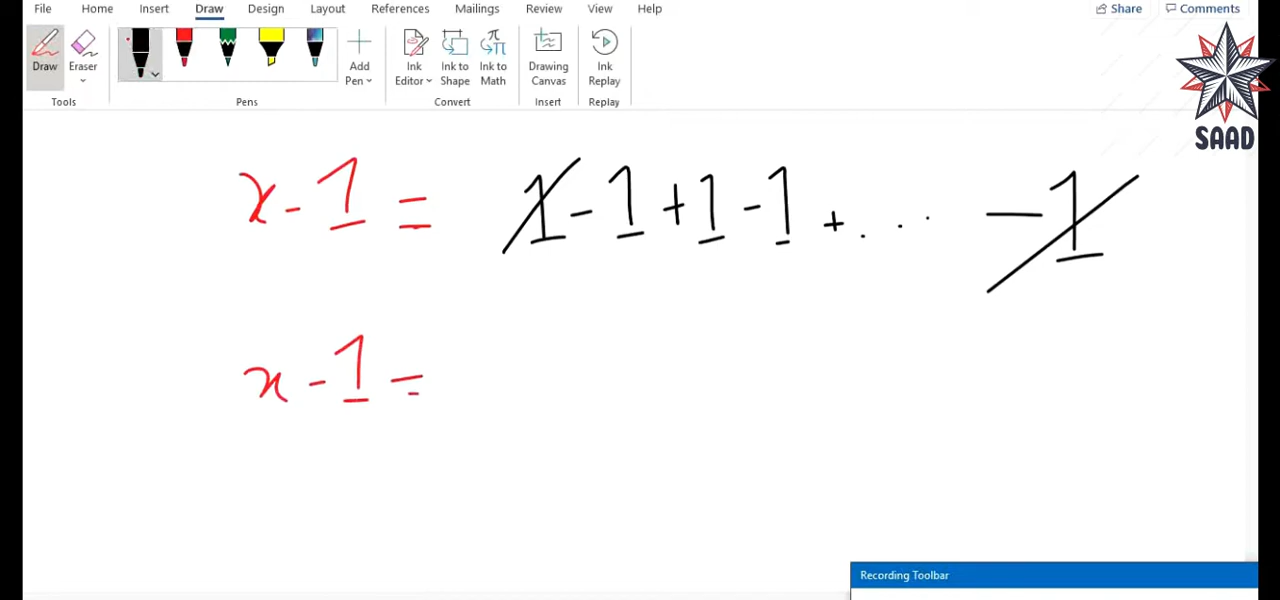 File Home Insert Draw Design Layout References Mailings Review View Help Share Comments
Draw Eraser Add Pen Ink Editor Ink to Shape Ink to Math Drawing Canvas Ink Replay
Tools Pens Convert Insert Replay
SAAD
x - 1 = 1 - 1 + 1 - 1 + ... - 1
x - 1 =
Recording Toolbar